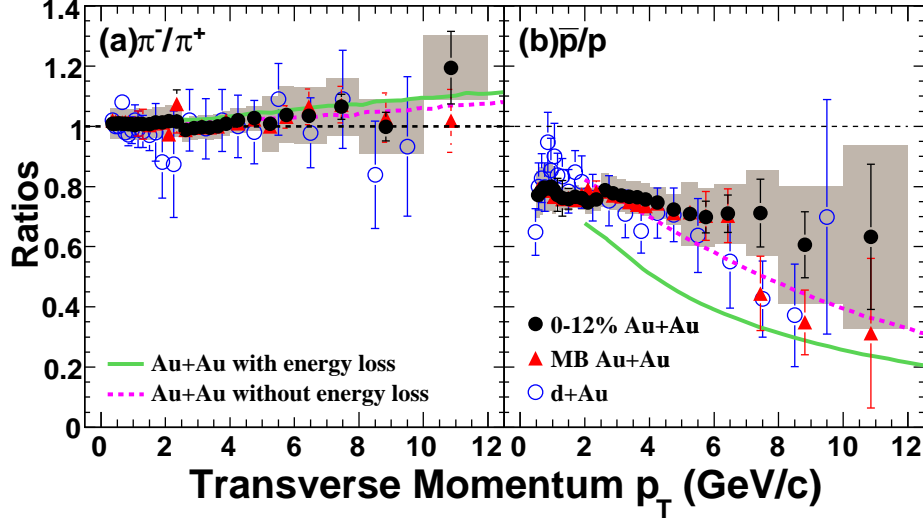 (a)π⁻/π⁺
(b)p̅/p
Ratios
1.4
1.2
1
0.8
0.6
0.4
0.2
0
Au+Au with energy loss
Au+Au without energy loss
0-12% Au+Au
MB Au+Au
d+Au
0 2 4 6 8 10 12
0 2 4 6 8 10 12
Transverse Momentum p_T (GeV/c)